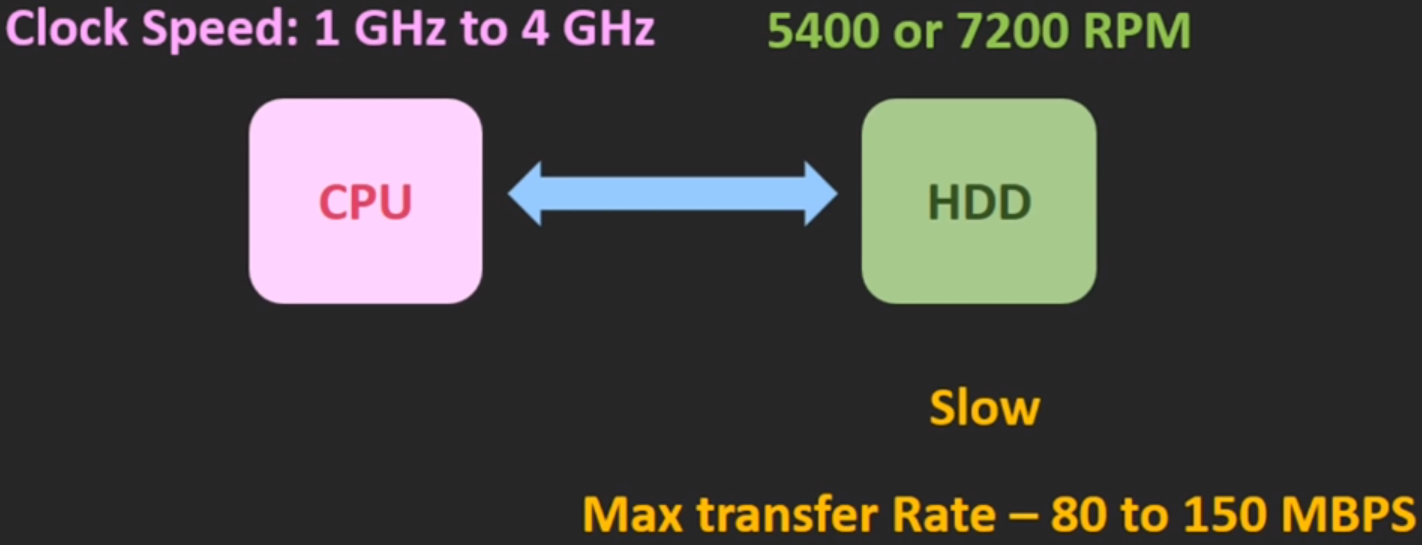 Clock Speed: 1 GHz to 4 GHz
5400 or 7200 RPM
CPU
HDD
Slow
Max transfer Rate – 80 to 150 MBPS